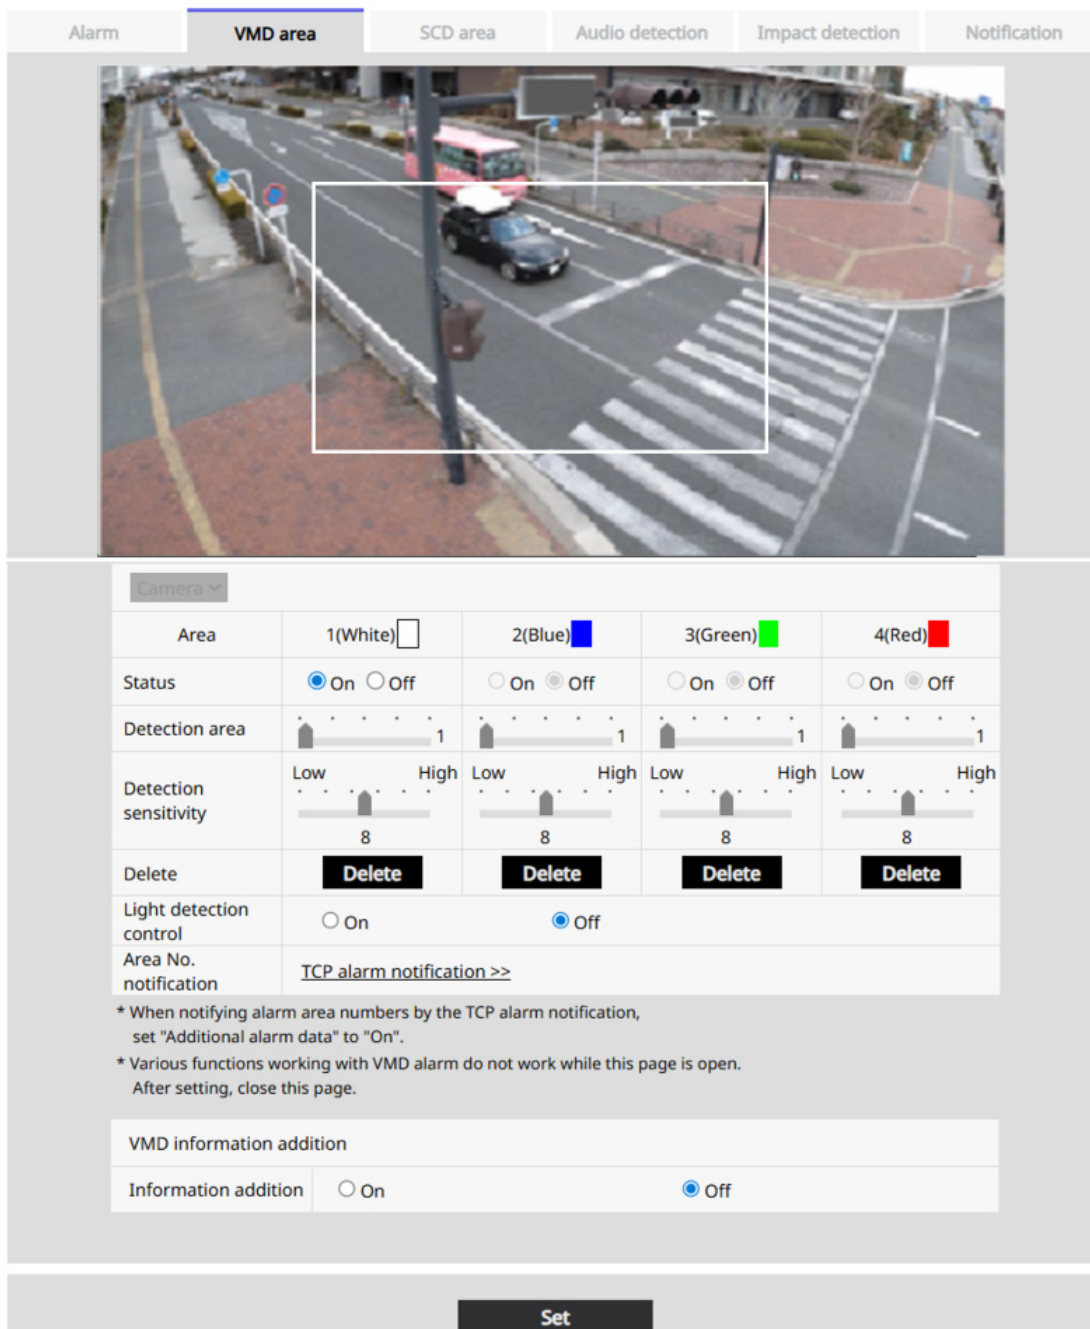 Alarm VMD area SCD area Audio detection Impact detection Notification
Camera
Area 1(White) 2(Blue) 3(Green) 4(Red)
Status On Off On Off On Off On Off
Detection area 1 1 1 1
Low High Low High Low High Low High
Detection
sensitivity
8 8 8 8
Delete Delete Delete Delete Delete
Light detection
control On Off
Area No.
notification TCP alarm notification >>
* When notifying alarm area numbers by the TCP alarm notification,
set "Additional alarm data" to "On".
* Various functions working with VMD alarm do not work while this page is open.
After setting, close this page.
VMD information addition
Information addition On Off
Set